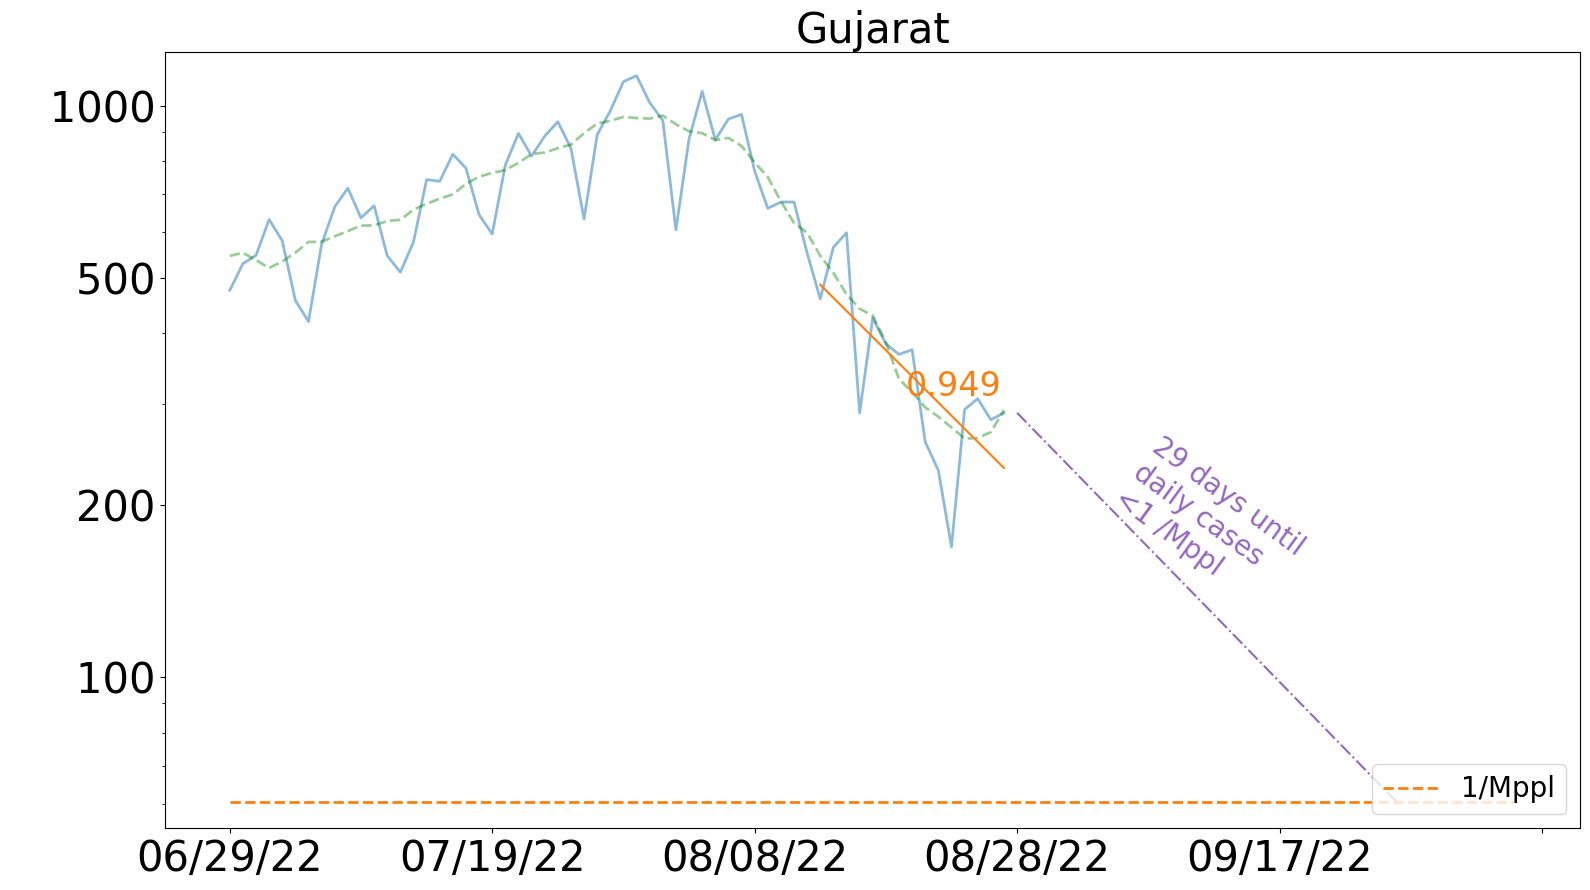 Gujarat
1000
500
200
100
0.949
29 days until
daily cases
<1 /Mppl
1/Mppl
06/29/22
07/19/22
08/08/22
08/28/22
09/17/22